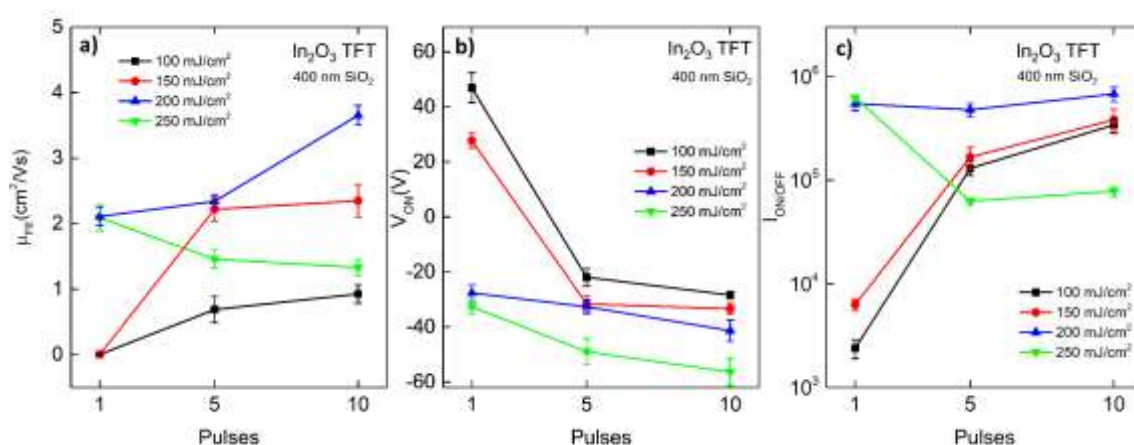 a)
In₂O₃ TFT
400 nm SiO₂
100 mJ/cm²
150 mJ/cm²
200 mJ/cm²
250 mJ/cm²
5
4
3
2
1
0
μFE(cm²/Vs)
1
5
10
Pulses
b)
In₂O₃ TFT
400 nm SiO₂
100 mJ/cm²
150 mJ/cm²
200 mJ/cm²
250 mJ/cm²
60
40
20
0
-20
-40
-60
VON(V)
1
5
10
Pulses
c)
In₂O₃ TFT
400 nm SiO₂
10⁶
10⁵
10⁴
10³
ION/OFF
100 mJ/cm²
150 mJ/cm²
200 mJ/cm²
250 mJ/cm²
1
5
10
Pulses